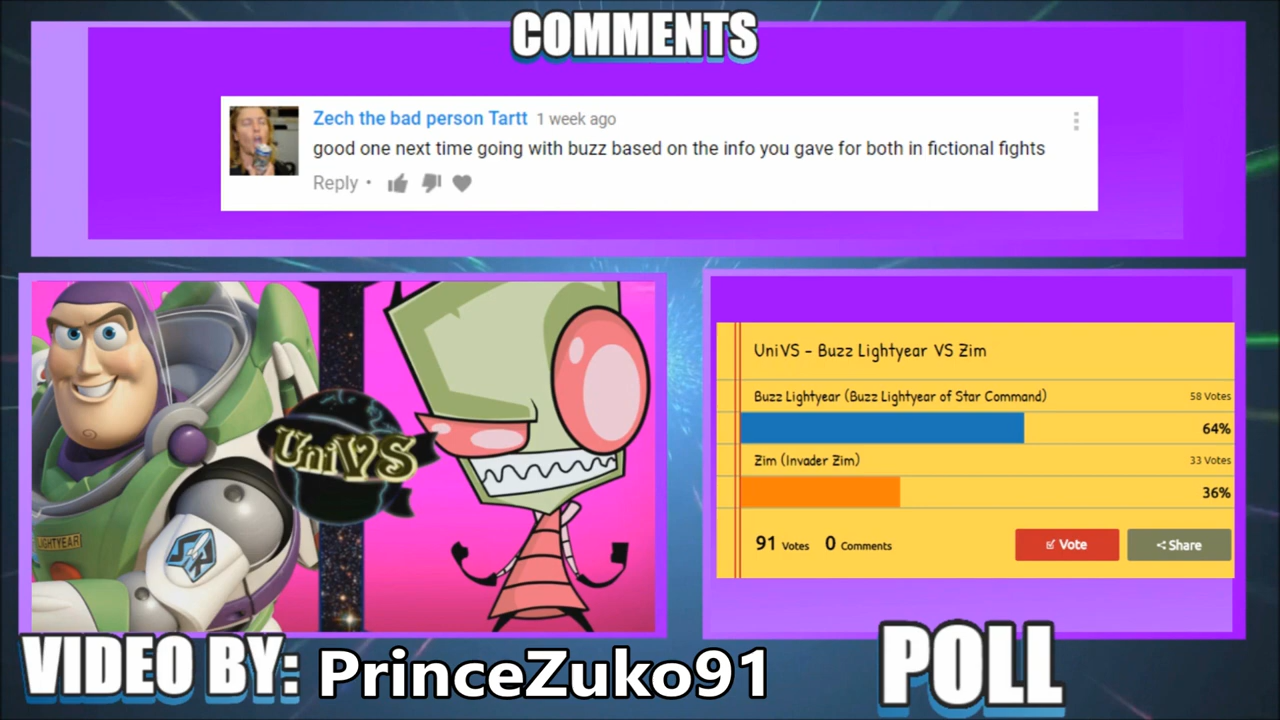 COMMENTS
Zech the bad person Tartt 1 week ago
good one next time going with buzz based on the info you gave for both in fictional fights
Reply •
LIGHTYEAR
UniVS
UniVS - Buzz Lightyear VS Zim
Buzz Lightyear (Buzz Lightyear of Star Command) 58 Votes
64%
Zim (Invader Zim) 33 Votes
36%
91 Votes 0 Comments Vote Share
VIDEO BY: PrinceZuko91
POLL